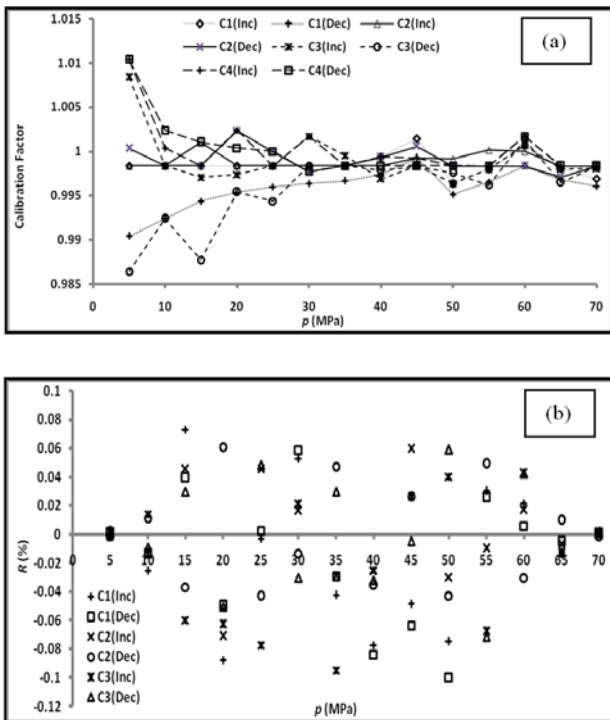 (a)
C1(Inc) C1(Dec) C2(Inc)
C2(Dec) C3(Inc) C3(Dec)
C4(Inc) C4(Dec)
Calibration Factor
1.015
1.01
1.005
1
0.995
0.99
0.985
0 10 20 30 40 50 60 70
p (MPa)
(b)
R (%)
0.1
0.08
0.06
0.04
0.02
0
-0.02
-0.04
-0.06
-0.08
-0.1
-0.12
0 5 10 15 20 25 30 35 40 45 50 55 60 65 70
C1(Inc)
C1(Dec)
C2(Inc)
C2(Dec)
C3(Inc)
C3(Dec)
p (MPa)